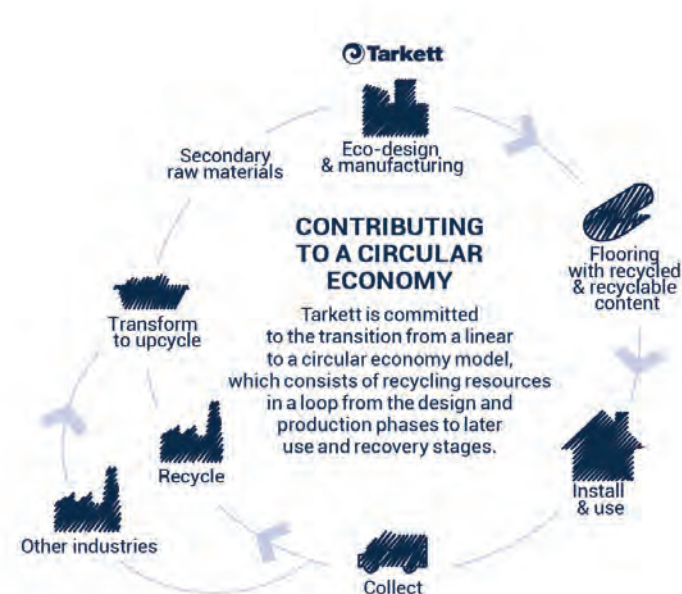 Tarkett
Eco-design
& manufacturing
Secondary
raw materials
CONTRIBUTING
TO A CIRCULAR
ECONOMY
Tarkett is committed
to the transition from a linear
to a circular economy model,
which consists of recycling resources
in a loop from the design and
production phases to later
use and recovery stages.
Flooring
with recycled
& recyclable
content
Install
& use
Collect
Recycle
Other industries
Transform
to upcycle